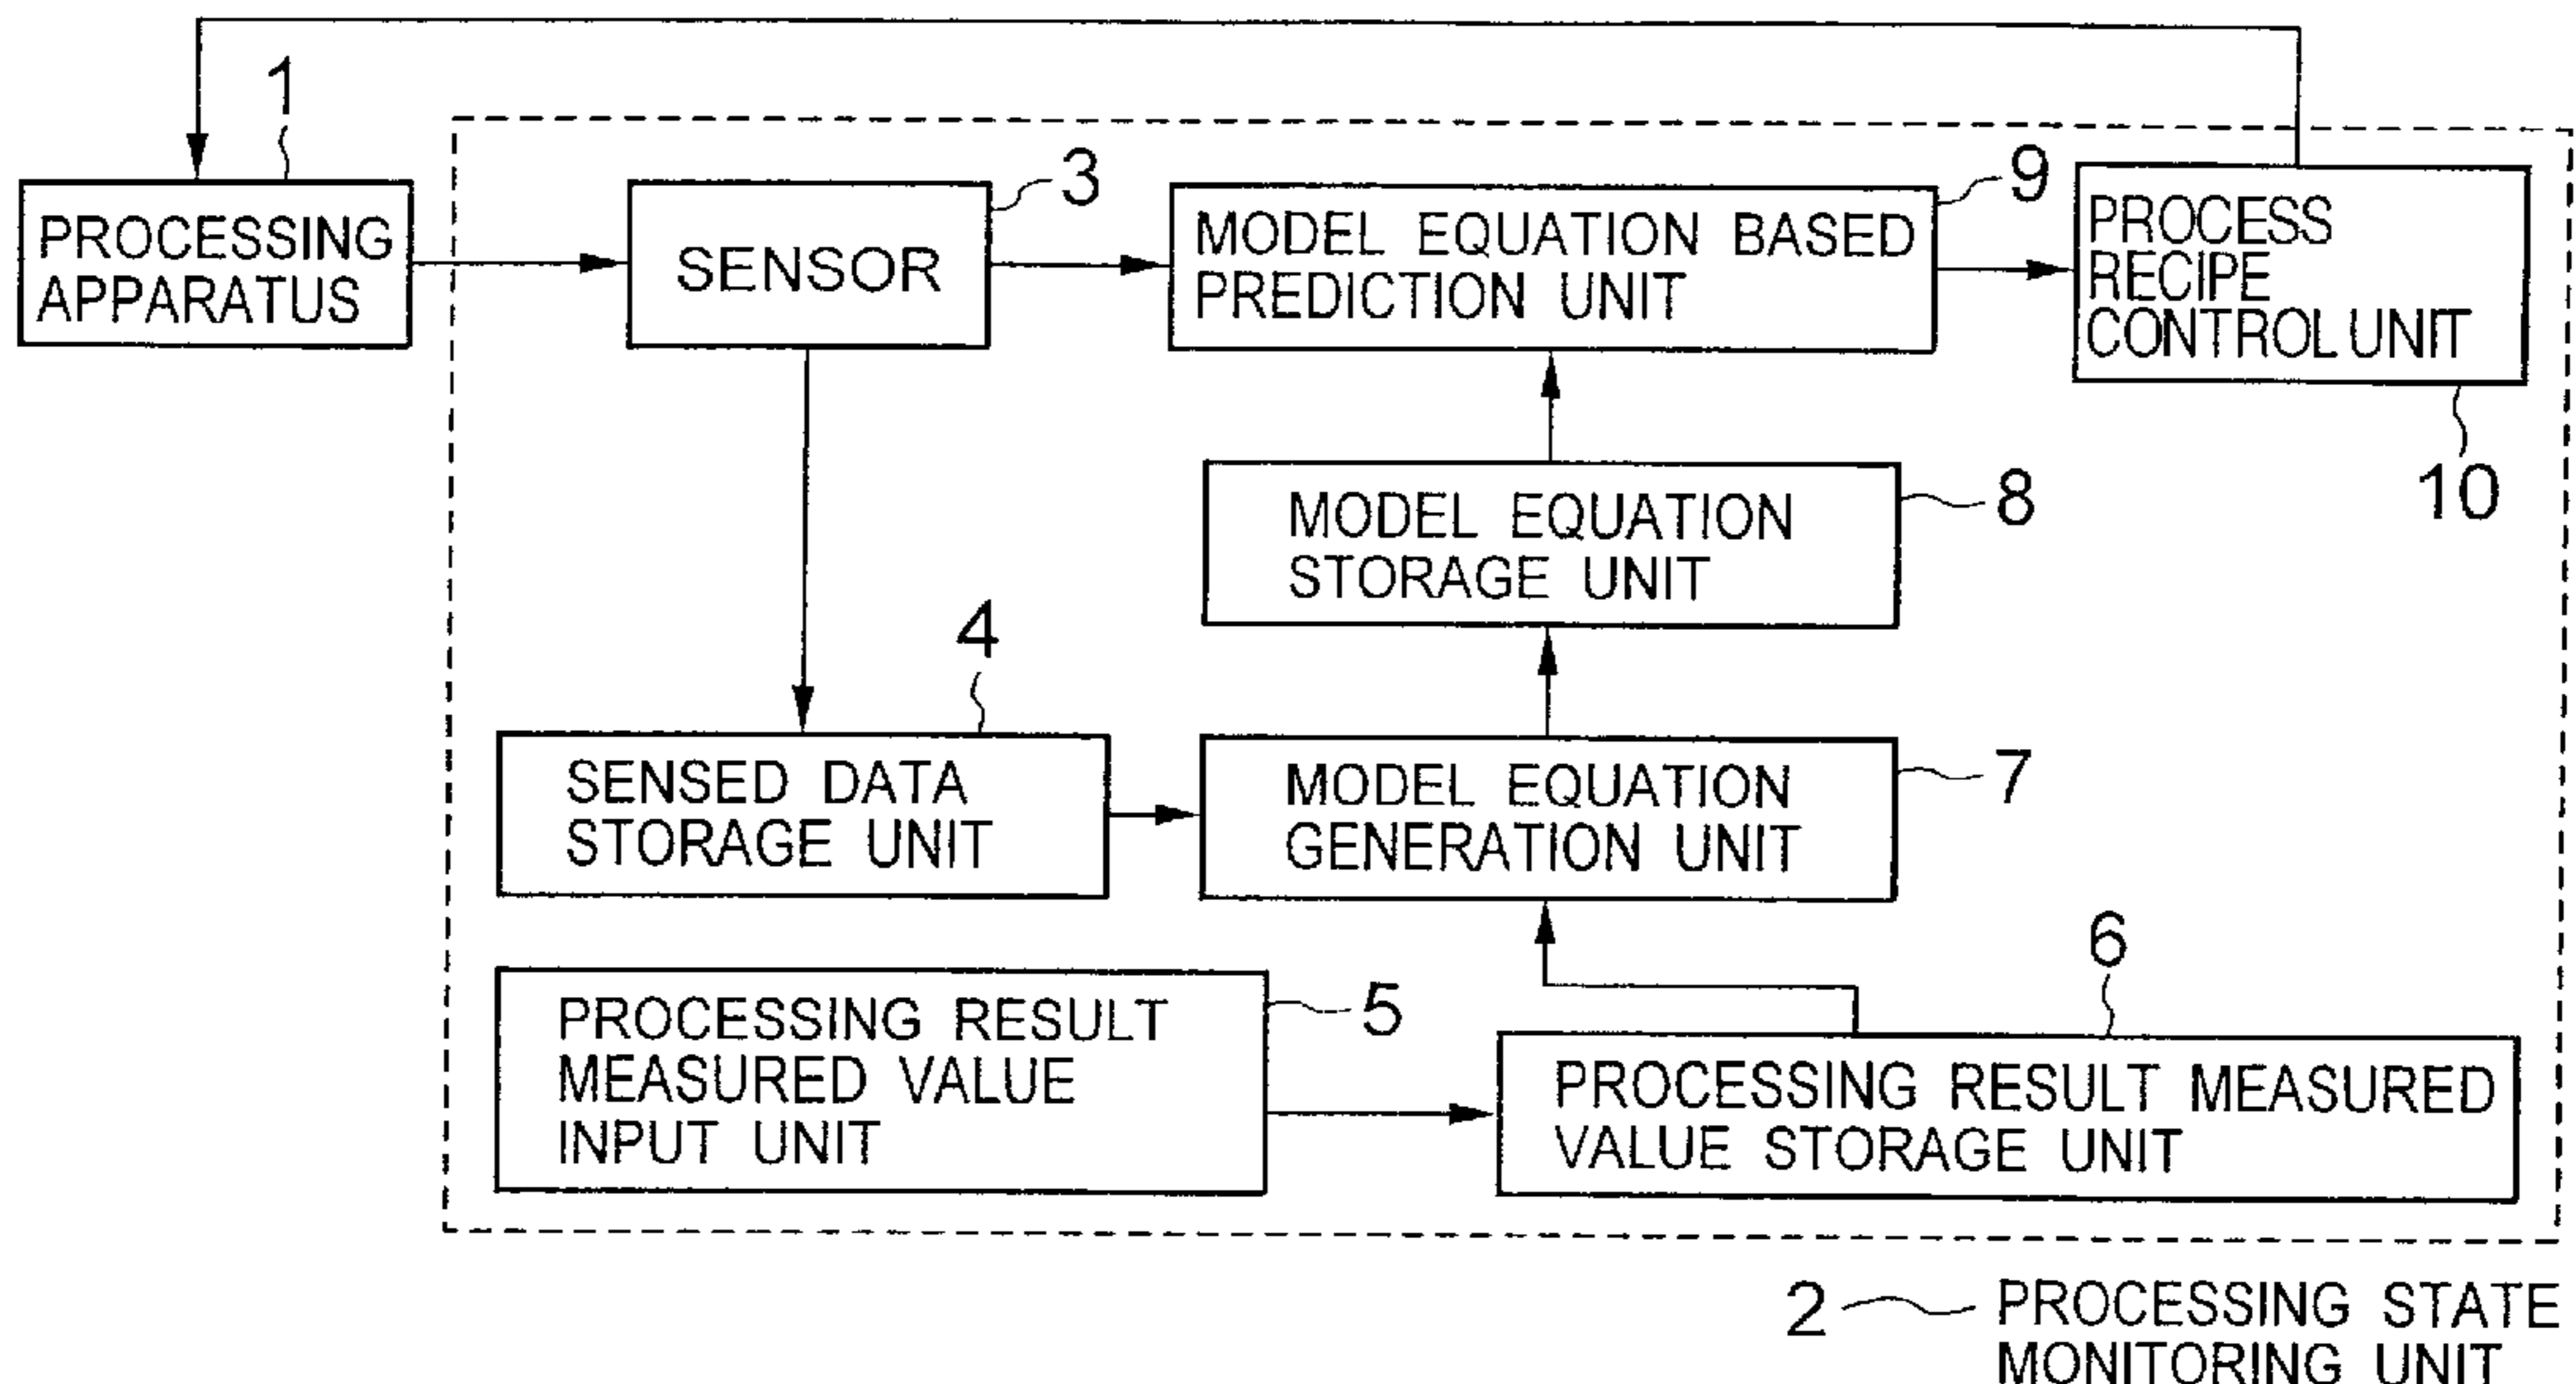 1
PROCESSING
APPARATUS
3
SENSOR
9
MODEL EQUATION BASED
PREDICTION UNIT
PROCESS
RECIPE
CONTROL UNIT
10
8
MODEL EQUATION
STORAGE UNIT
4
SENSED DATA
STORAGE UNIT
7
MODEL EQUATION
GENERATION UNIT
5
PROCESSING RESULT
MEASURED VALUE
INPUT UNIT
6
PROCESSING RESULT MEASURED
VALUE STORAGE UNIT
2 PROCESSING STATE
MONITORING UNIT